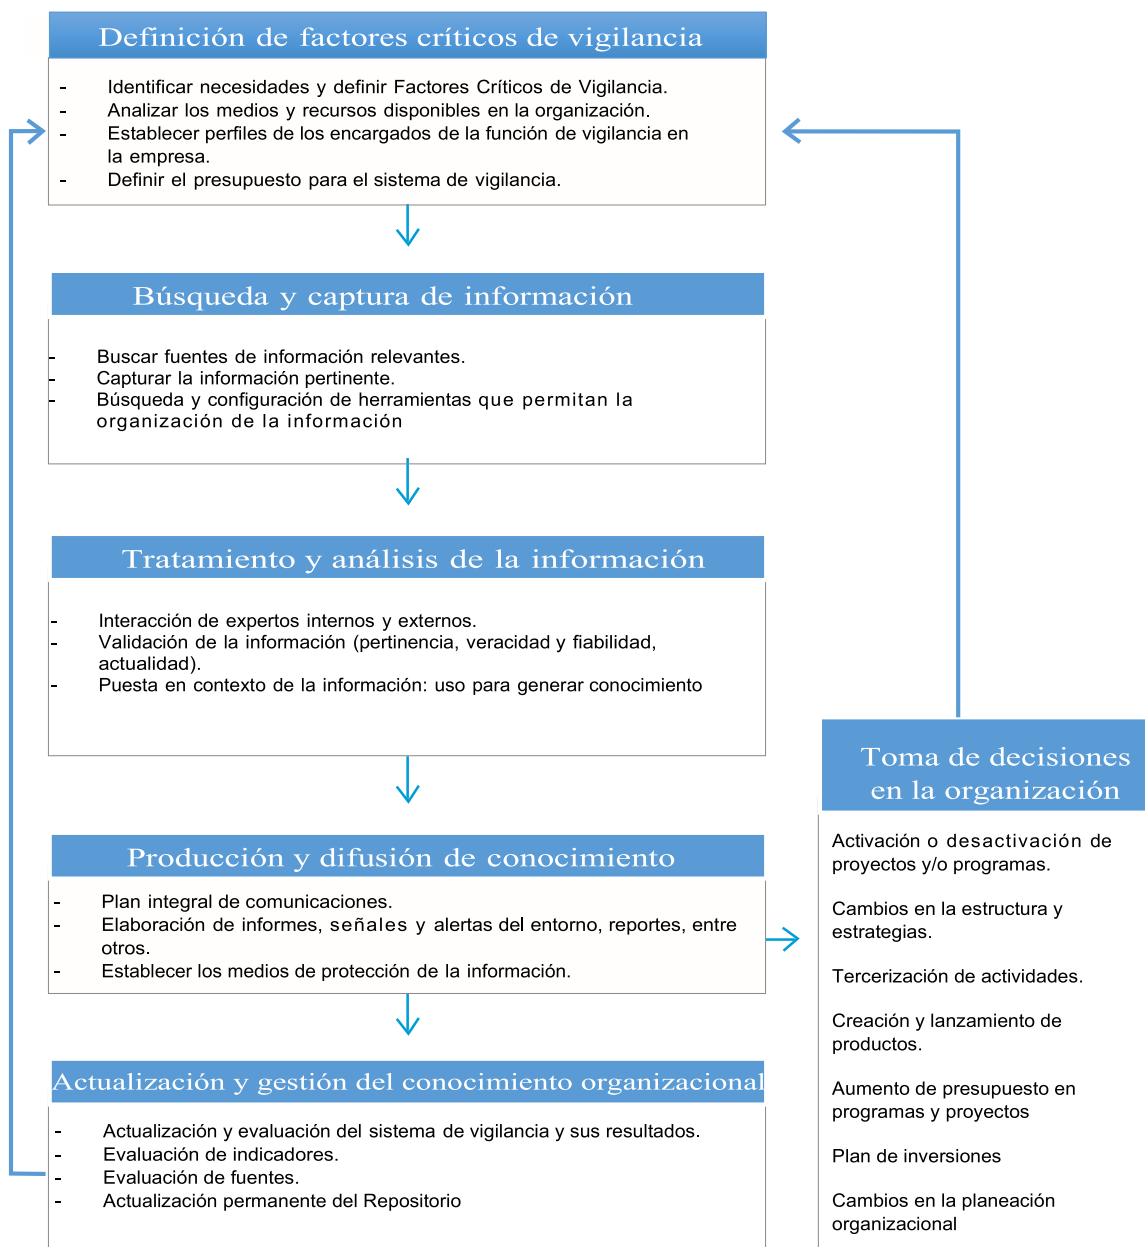 Definición de factores críticos de vigilancia
- Identificar necesidades y definir Factores Críticos de Vigilancia.
- Analizar los medios y recursos disponibles en la organización.
- Establecer perfiles de los encargados de la función de vigilancia en
la empresa.
- Definir el presupuesto para el sistema de vigilancia.
Búsqueda y captura de información
- Buscar fuentes de información relevantes.
- Capturar la información pertinente.
- Búsqueda y configuración de herramientas que permitan la
organización de la información
Tratamiento y análisis de la información
- Interacción de expertos internos y externos.
- Validación de la información (pertinencia, veracidad y fiabilidad,
actualidad).
- Puesta en contexto de la información: uso para generar conocimiento
Producción y difusión de conocimiento
- Plan integral de comunicaciones.
- Elaboración de informes, señales y alertas del entorno, reportes, entre
otros.
- Establecer los medios de protección de la información.
Actualización y gestión del conocimiento organizacional
- Actualización y evaluación del sistema de vigilancia y sus resultados.
- Evaluación de indicadores.
- Evaluación de fuentes.
- Actualización permanente del Repositorio
Toma de decisiones
en la organización
Activación o desactivación de
proyectos y/o programas.
Cambios en la estructura y
estrategias.
Tercerización de actividades.
Creación y lanzamiento de
productos.
Aumento de presupuesto en
programas y proyectos
Plan de inversiones
Cambios en la planeación
organizacional